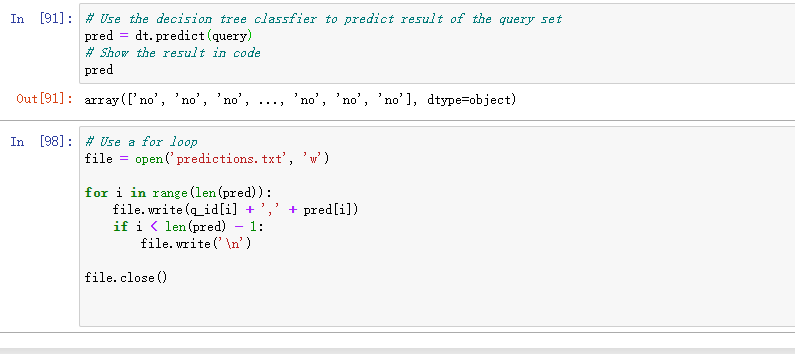 In [91]: # Use the decision tree classfier to predict result of the query set
pred = dt.predict(query)
# Show the result in code
pred
Out[91]: array(['no', 'no', 'no', ..., 'no', 'no', 'no'], dtype=object)
In [98]: # Use a for loop
file = open('predictions.txt', 'w')
for i in range(len(pred)):
    file.write(q_id[i] + ',' + pred[i])
    if i < len(pred) - 1:
        file.write('\n')
file.close()